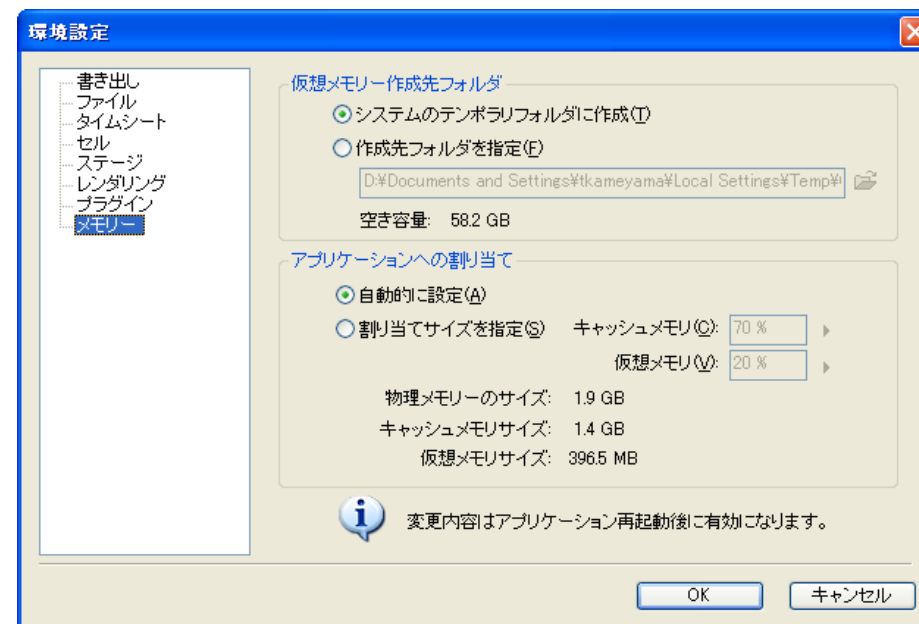 環境設定
書き出し
ファイル
タイムシート
セル
ステージ
レンダリング
プラグイン
メモリー
仮想メモリー作成先フォルダ
システムのテンポラリフォルダに作成(T)
作成先フォルダを指定(F)
D:¥Documents and Settings¥tkameyama¥Local Settings¥Temp¥
空き容量: 58.2 GB
アプリケーションへの割り当て
自動的に設定(A)
割り当てサイズを指定(S) キャッシュメモリ(C): 70 %
仮想メモリ(V): 20 %
物理メモリーのサイズ: 1.9 GB
キャッシュメモリサイズ: 1.4 GB
仮想メモリサイズ: 396.5 MB
変更内容はアプリケーション再起動後に有効になります。
OK キャンセル